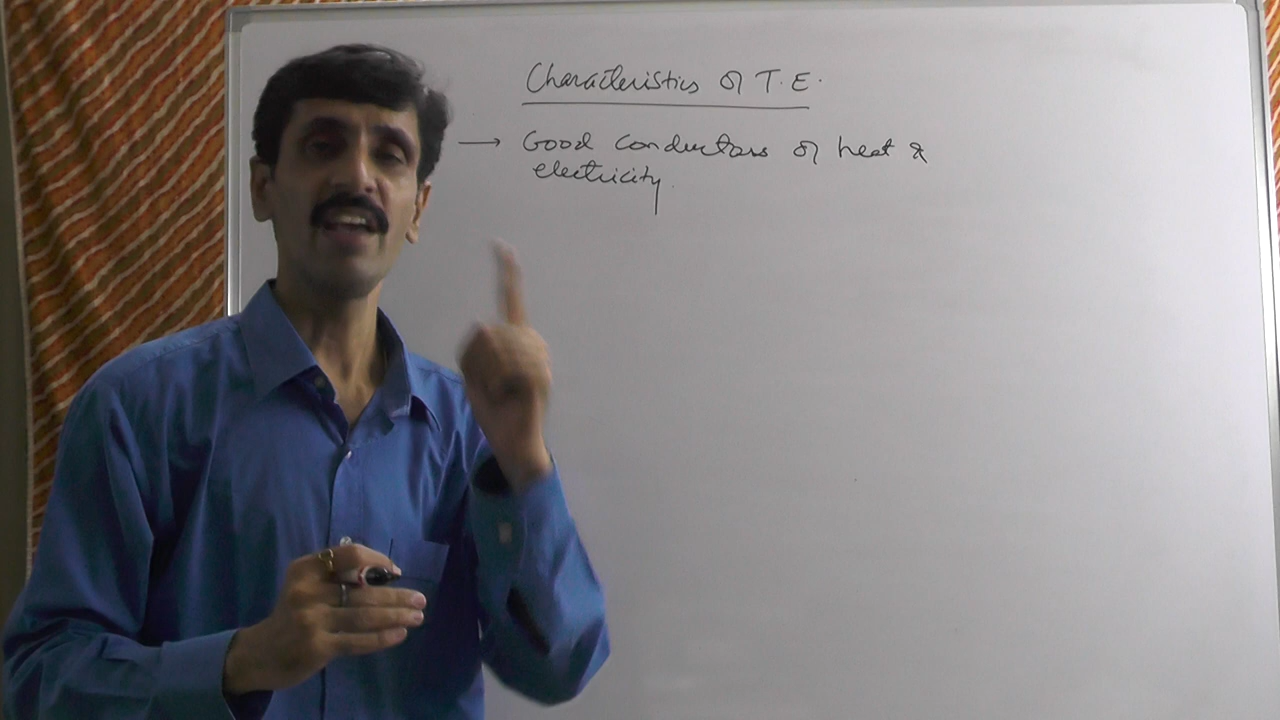 Characteristics of T.E.
→ Good conductors of heat &
electricity.